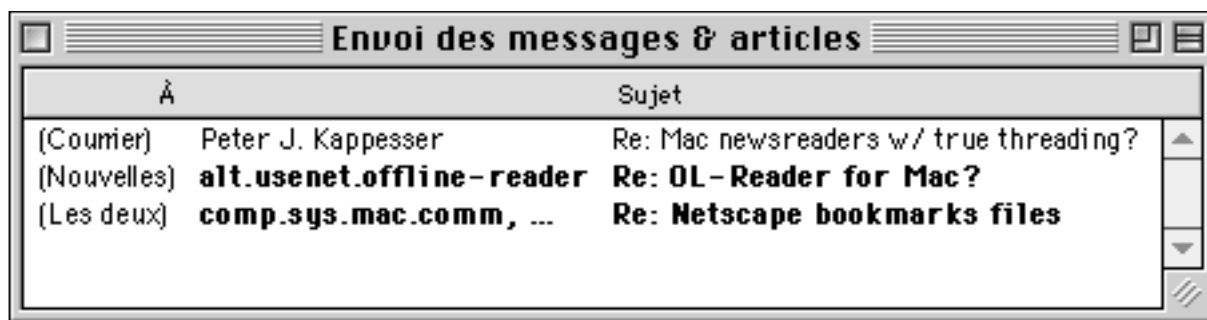 Envoi des messages & articles
À Sujet
(Courrier) Peter J. Kappesser Re: Mac newsreaders w/ true threading?
(Nouvelles) alt.usenet.offline-reader Re: OL-Reader for Mac?
(Les deux) comp.sys.mac.comm, ... Re: Netscape bookmarks files